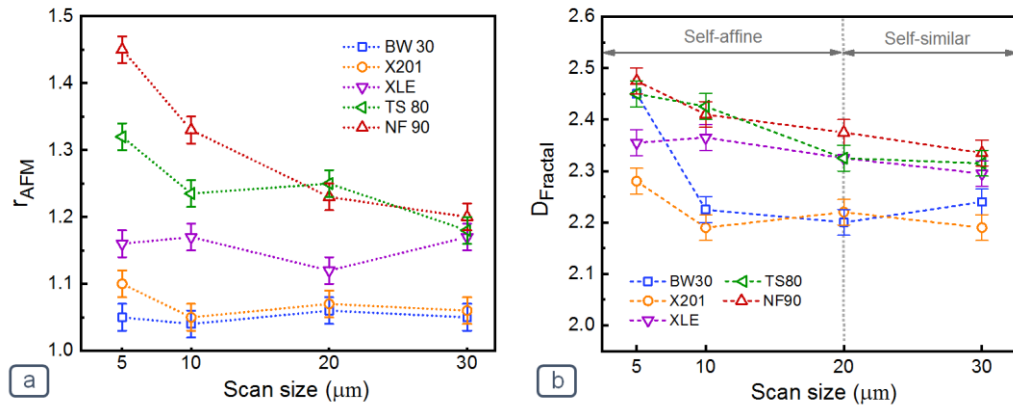 1.5
1.4
1.3
1.2
1.1
1.0
r_AFM
BW 30
X201
XLE
TS 80
NF 90
5
10
20
30
Scan size (μm)
a
2.6
2.5
2.4
2.3
2.2
2.1
2.0
D_Fractal
Self-affine
Self-similar
BW30
TS80
X201
NF90
XLE
5
10
20
30
Scan size (μm)
b